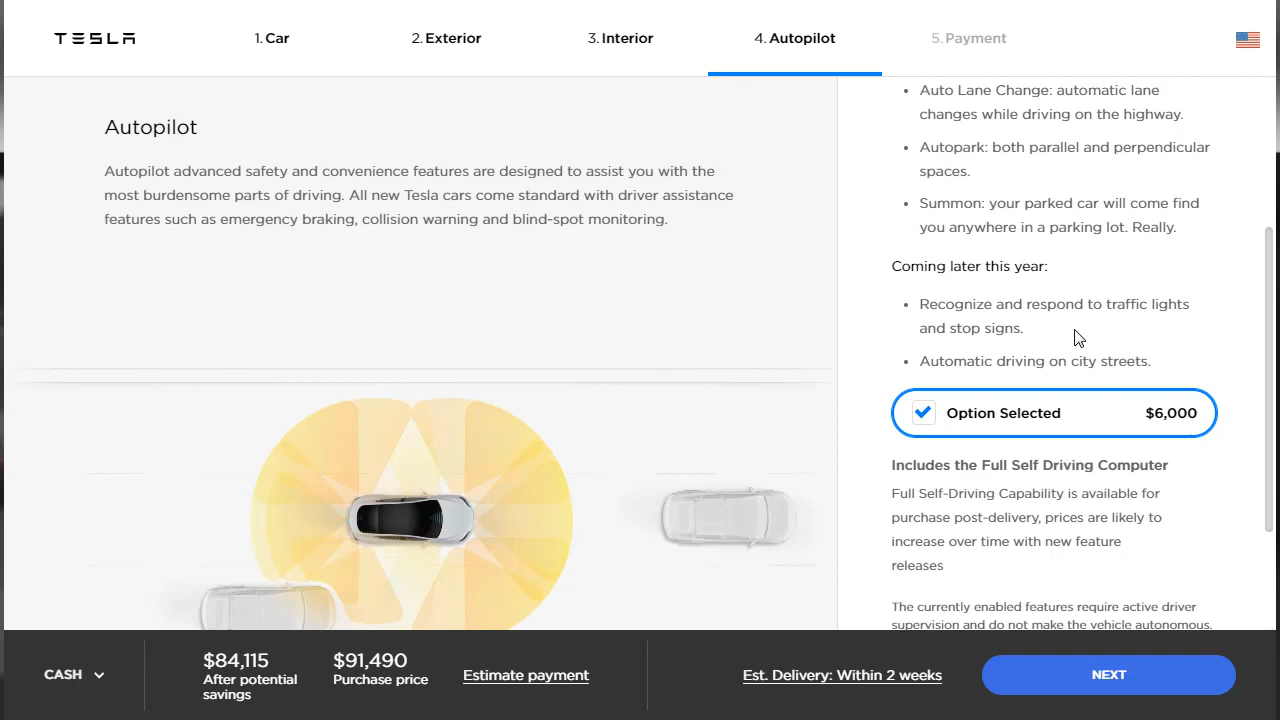 TESLA
1. Car
2. Exterior
3. Interior
4. Autopilot
5. Payment
Autopilot
Autopilot advanced safety and convenience features are designed to assist you with the
most burdensome parts of driving. All new Tesla cars come standard with driver assistance
features such as emergency braking, collision warning and blind-spot monitoring.
Auto Lane Change: automatic lane
changes while driving on the highway.
Autopark: both parallel and perpendicular
spaces.
Summon: your parked car will come find
you anywhere in a parking lot. Really.
Coming later this year:
Recognize and respond to traffic lights
and stop signs.
Automatic driving on city streets.
Option Selected $6,000
Includes the Full Self Driving Computer
Full Self-Driving Capability is available for
purchase post-delivery, prices are likely to
increase over time with new feature
releases
The currently enabled features require active driver
supervision and do not make the vehicle autonomous.
CASH
$84,115
After potential
savings
$91,490
Purchase price
Estimate payment
Est. Delivery: Within 2 weeks
NEXT